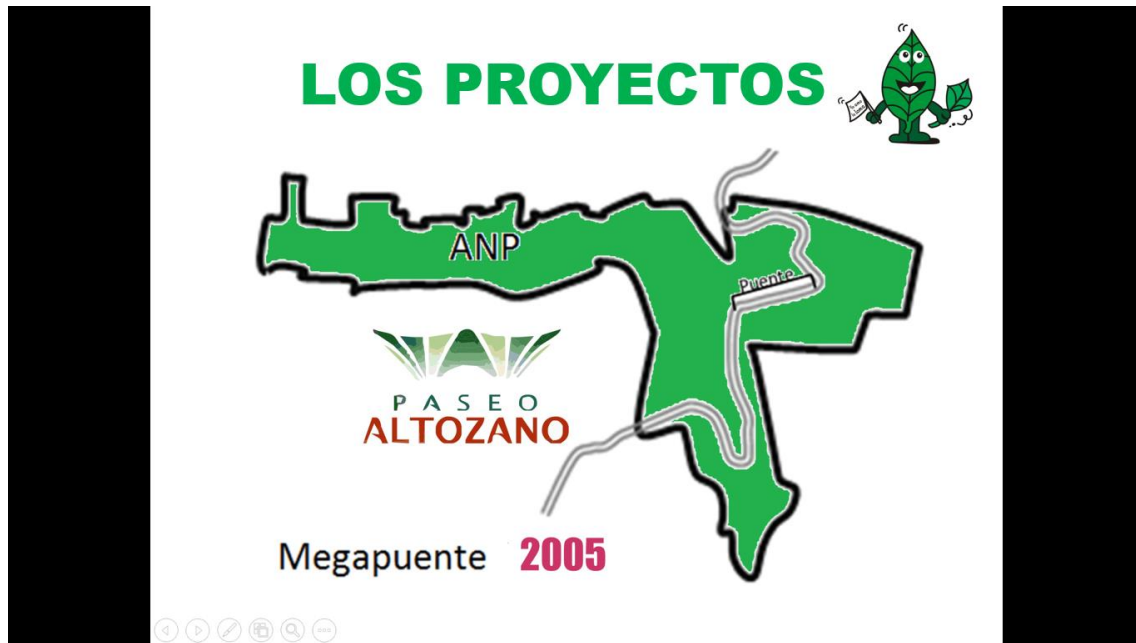 LOS PROYECTOS
ANP
Puente
PASEO
ALTOZANO
Megapuente 2005